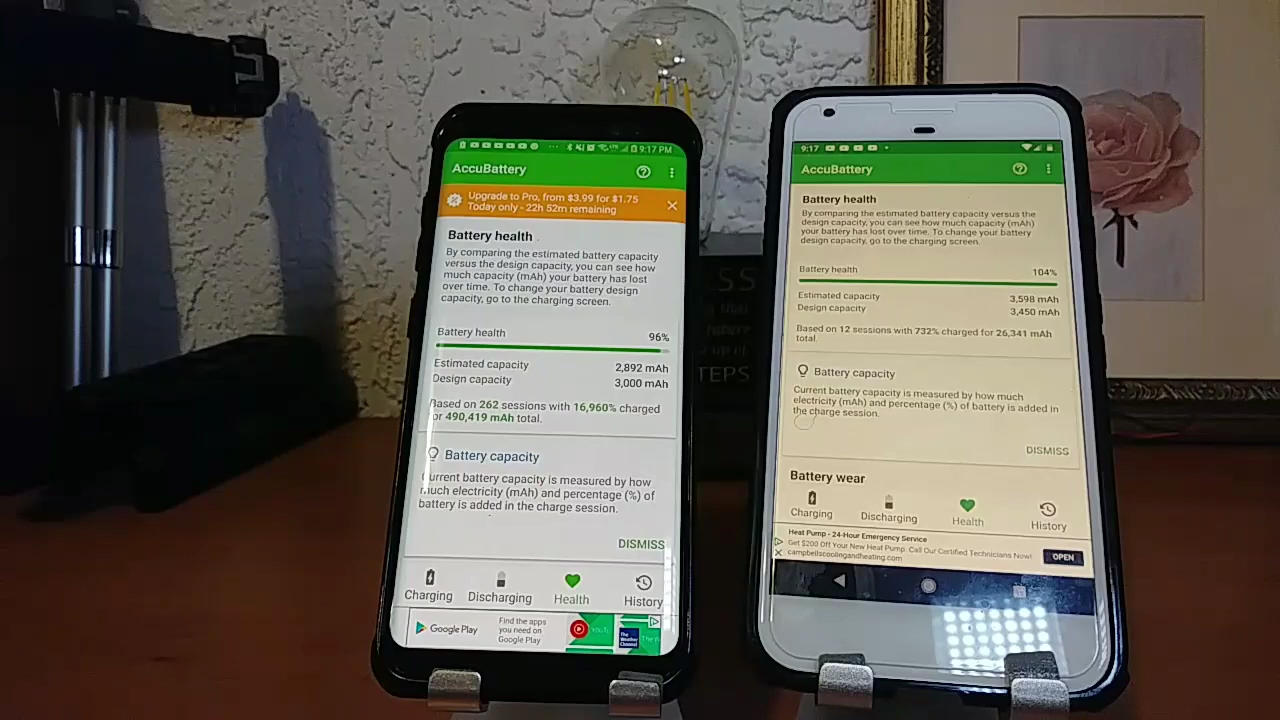 9:17 PM
AccuBattery
Upgrade to Pro, from $3.99 for $1.75
Today only - 22h 52m remaining
Battery health
By comparing the estimated battery capacity
versus the design capacity, you can see how
much capacity (mAh) your battery has lost
over time. To change your battery design
capacity, go to the charging screen.
Battery health 96%
Estimated capacity 2,892 mAh
Design capacity 3,000 mAh
Based on 262 sessions with 16,960% charged
for 490,419 mAh total.
Battery capacity
Current battery capacity is measured by how
much electricity (mAh) and percentage (%) of
battery is added in the charge session.
DISMISS
Charging Discharging Health History
Google Play
Find the apps
you need on
Google Play
The
Weather
Channel
9:17
AccuBattery
Battery health
By comparing the estimated battery capacity versus the
design capacity, you can see how much capacity (mAh)
your battery has lost over time. To change your battery
design capacity, go to the charging screen.
Battery health 104%
Estimated capacity 3,598 mAh
Design capacity 3,450 mAh
Based on 12 sessions with 732% charged for 26,341 mAh
total.
Battery capacity
Current battery capacity is measured by how much
electricity (mAh) and percentage (%) of battery is added in
the charge session.
DISMISS
Battery wear
Charging Discharging Health History
Heat Pump - 24-Hour Emergency Service
Get $200 Off Your New Heat Pump. Call Our Certified Technicians Now!
campbellscoolingandheating.com
OPEN
SS
that
future
up of
TEPS